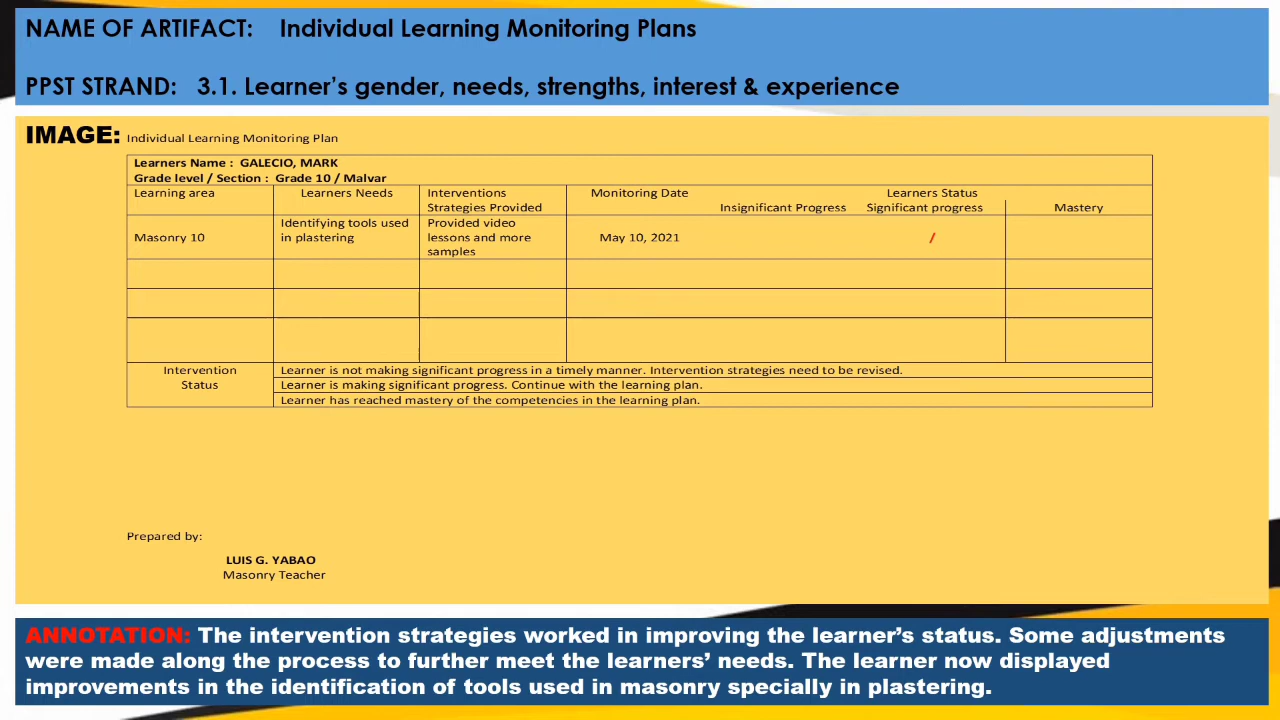 NAME OF ARTIFACT: Individual Learning Monitoring Plans
PPST STRAND: 3.1. Learner's gender, needs, strengths, interest & experience
IMAGE: Individual Learning Monitoring Plan
Learners Name : GALECIO, MARK
Grade level / Section : Grade 10 / Malvar
Learning area
Learners Needs
Interventions
Strategies Provided
Monitoring Date
Learners Status
Insignificant Progress
Significant progress
Mastery
Masonry 10
Identifying tools used
in plastering
Provided video
lessons and more
samples
May 10, 2021
/
Intervention
Status
Learner is not making significant progress in a timely manner. Intervention strategies need to be revised.
Learner is making significant progress. Continue with the learning plan.
Learner has reached mastery of the competencies in the learning plan.
Prepared by:
LUIS G. YABAO
Masonry Teacher
ANNOTATION: The intervention strategies worked in improving the learner's status. Some adjustments
were made along the process to further meet the learners' needs. The learner now displayed
improvements in the identification of tools used in masonry specially in plastering.